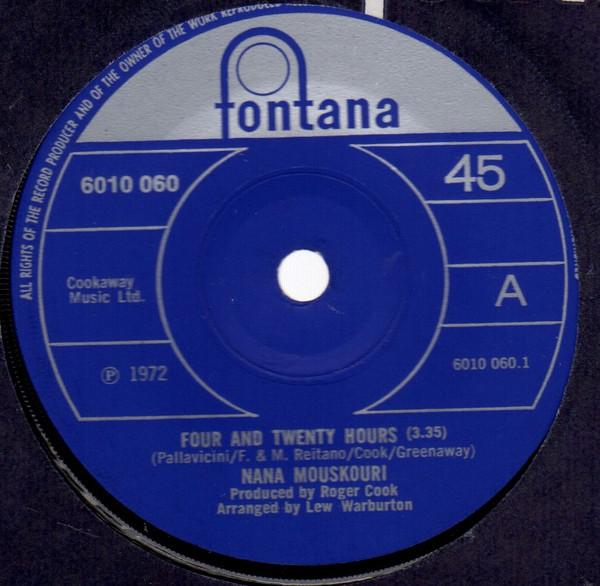 ALL RIGHTS OF THE RECORD PRODUCER AND OF THE OWNER OF THE WORK REPRODUCED
fontana
6010 060
45
Cookaway
Music Ltd.
A
℗ 1972
6010 060.1
FOUR AND TWENTY HOURS (3.35)
(Pallavicini/F. & M. Reitano/Cook/Greenaway)
NANA MOUSKOURI
Produced by Roger Cook
Arranged by Lew Warburton